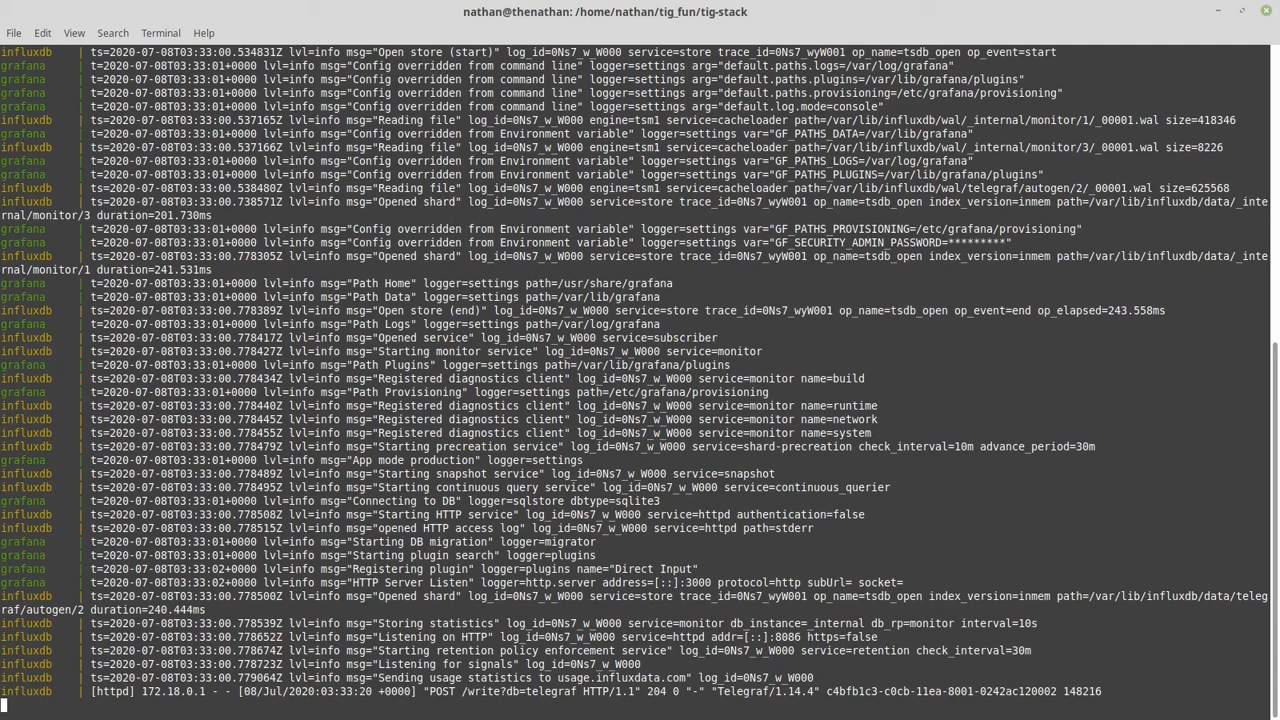 nathan@thenathan: /home/nathan/tig_fun/tig-stack
File Edit View Search Terminal Help
influxdb | ts=2020-07-08T03:33:00.534831Z lvl=info msg="Open store (start)" log_id=0Ns7_w_W000 service=store trace_id=0Ns7_wyW001 op_name=tsdb_open op_event=start
grafana | t=2020-07-08T03:33:01+0000 lvl=info msg="Config overridden from command line" logger=settings arg="default.paths.logs=/var/log/grafana"
grafana | t=2020-07-08T03:33:01+0000 lvl=info msg="Config overridden from command line" logger=settings arg="default.paths.plugins=/var/lib/grafana/plugins"
grafana | t=2020-07-08T03:33:01+0000 lvl=info msg="Config overridden from command line" logger=settings arg="default.paths.provisioning=/etc/grafana/provisioning"
grafana | t=2020-07-08T03:33:01+0000 lvl=info msg="Config overridden from command line" logger=settings arg="default.log.mode=console"
influxdb | ts=2020-07-08T03:33:00.537165Z lvl=info msg="Reading file" log_id=0Ns7_w_W000 engine=tsm1 service=cacheloader path=/var/lib/influxdb/wal/_internal/monitor/1/_00001.wal size=418346
grafana | t=2020-07-08T03:33:01+0000 lvl=info msg="Config overridden from Environment variable" logger=settings var="GF_PATHS_DATA=/var/lib/grafana"
influxdb | ts=2020-07-08T03:33:00.537166Z lvl=info msg="Reading file" log_id=0Ns7_w_W000 engine=tsm1 service=cacheloader path=/var/lib/influxdb/wal/_internal/monitor/3/_00001.wal size=8226
grafana | t=2020-07-08T03:33:01+0000 lvl=info msg="Config overridden from Environment variable" logger=settings var="GF_PATHS_LOGS=/var/log/grafana"
grafana | t=2020-07-08T03:33:01+0000 lvl=info msg="Config overridden from Environment variable" logger=settings var="GF_PATHS_PLUGINS=/var/lib/grafana/plugins"
influxdb | ts=2020-07-08T03:33:00.538480Z lvl=info msg="Reading file" log_id=0Ns7_w_W000 engine=tsm1 service=cacheloader path=/var/lib/influxdb/wal/telegraf/autogen/2/_00001.wal size=625568
influxdb | ts=2020-07-08T03:33:00.738571Z lvl=info msg="Opened shard" log_id=0Ns7_w_W000 service=store trace_id=0Ns7_wyW001 op_name=tsdb_open index_version=inmem path=/var/lib/influxdb/data/_inte
rnal/monitor/3 duration=201.730ms
grafana | t=2020-07-08T03:33:01+0000 lvl=info msg="Config overridden from Environment variable" logger=settings var="GF_PATHS_PROVISIONING=/etc/grafana/provisioning"
grafana | t=2020-07-08T03:33:01+0000 lvl=info msg="Config overridden from Environment variable" logger=settings var="GF_SECURITY_ADMIN_PASSWORD=*********"
influxdb | ts=2020-07-08T03:33:00.778305Z lvl=info msg="Opened shard" log_id=0Ns7_w_W000 service=store trace_id=0Ns7_wyW001 op_name=tsdb_open index_version=inmem path=/var/lib/influxdb/data/_inte
rnal/monitor/1 duration=241.531ms
grafana | t=2020-07-08T03:33:01+0000 lvl=info msg="Path Home" logger=settings path=/usr/share/grafana
grafana | t=2020-07-08T03:33:01+0000 lvl=info msg="Path Data" logger=settings path=/var/lib/grafana
influxdb | ts=2020-07-08T03:33:00.778389Z lvl=info msg="Open store (end)" log_id=0Ns7_w_W000 service=store trace_id=0Ns7_wyW001 op_name=tsdb_open op_event=end op_elapsed=243.558ms
grafana | t=2020-07-08T03:33:01+0000 lvl=info msg="Path Logs" logger=settings path=/var/log/grafana
influxdb | ts=2020-07-08T03:33:00.778417Z lvl=info msg="Opened service" log_id=0Ns7_w_W000 service=subscriber
influxdb | ts=2020-07-08T03:33:00.778427Z lvl=info msg="Starting monitor service" log_id=0Ns7_w_W000 service=monitor
grafana | t=2020-07-08T03:33:01+0000 lvl=info msg="Path Plugins" logger=settings path=/var/lib/grafana/plugins
influxdb | ts=2020-07-08T03:33:00.778434Z lvl=info msg="Registered diagnostics client" log_id=0Ns7_w_W000 service=monitor name=build
grafana | t=2020-07-08T03:33:01+0000 lvl=info msg="Path Provisioning" logger=settings path=/etc/grafana/provisioning
influxdb | ts=2020-07-08T03:33:00.778440Z lvl=info msg="Registered diagnostics client" log_id=0Ns7_w_W000 service=monitor name=runtime
influxdb | ts=2020-07-08T03:33:00.778445Z lvl=info msg="Registered diagnostics client" log_id=0Ns7_w_W000 service=monitor name=network
influxdb | ts=2020-07-08T03:33:00.778455Z lvl=info msg="Registered diagnostics client" log_id=0Ns7_w_W000 service=monitor name=system
influxdb | ts=2020-07-08T03:33:00.778479Z lvl=info msg="Starting precreation service" log_id=0Ns7_w_W000 service=shard-precreation check_interval=10m advance_period=30m
grafana | t=2020-07-08T03:33:01+0000 lvl=info msg="App mode production" logger=settings
influxdb | ts=2020-07-08T03:33:00.778489Z lvl=info msg="Starting snapshot service" log_id=0Ns7_w_W000 service=snapshot
influxdb | ts=2020-07-08T03:33:00.778495Z lvl=info msg="Starting continuous query service" log_id=0Ns7_w_W000 service=continuous_querier
grafana | t=2020-07-08T03:33:01+0000 lvl=info msg="Connecting to DB" logger=sqlstore dbtype=sqlite3
influxdb | ts=2020-07-08T03:33:00.778508Z lvl=info msg="Starting HTTP service" log_id=0Ns7_w_W000 service=httpd authentication=false
influxdb | ts=2020-07-08T03:33:00.778515Z lvl=info msg="opened HTTP access log" log_id=0Ns7_w_W000 service=httpd path=stderr
grafana | t=2020-07-08T03:33:01+0000 lvl=info msg="Starting DB migration" logger=migrator
grafana | t=2020-07-08T03:33:01+0000 lvl=info msg="Starting plugin search" logger=plugins
grafana | t=2020-07-08T03:33:02+0000 lvl=info msg="Registering plugin" logger=plugins name="Direct Input"
grafana | t=2020-07-08T03:33:02+0000 lvl=info msg="HTTP Server Listen" logger=http.server address=[::]:3000 protocol=http subUrl= socket=
influxdb | ts=2020-07-08T03:33:00.778500Z lvl=info msg="Opened shard" log_id=0Ns7_w_W000 service=store trace_id=0Ns7_wyW001 op_name=tsdb_open index_version=inmem path=/var/lib/influxdb/data/teleg
raf/autogen/2 duration=240.444ms
influxdb | ts=2020-07-08T03:33:00.778539Z lvl=info msg="Storing statistics" log_id=0Ns7_w_W000 service=monitor db_instance=_internal db_rp=monitor interval=10s
influxdb | ts=2020-07-08T03:33:00.778652Z lvl=info msg="Listening on HTTP" log_id=0Ns7_w_W000 service=httpd addr=[::]:8086 https=false
influxdb | ts=2020-07-08T03:33:00.778674Z lvl=info msg="Starting retention policy enforcement service" log_id=0Ns7_w_W000 service=retention check_interval=30m
influxdb | ts=2020-07-08T03:33:00.778723Z lvl=info msg="Listening for signals" log_id=0Ns7_w_W000
influxdb | ts=2020-07-08T03:33:00.779064Z lvl=info msg="Sending usage statistics to usage.influxdata.com" log_id=0Ns7_w_W000
influxdb | [httpd] 172.18.0.1 - - [08/Jul/2020:03:33:20 +0000] "POST /write?db=telegraf HTTP/1.1" 204 0 "-" "Telegraf/1.14.4" c4bfb1c3-c0cb-11ea-8001-0242ac120002 148216